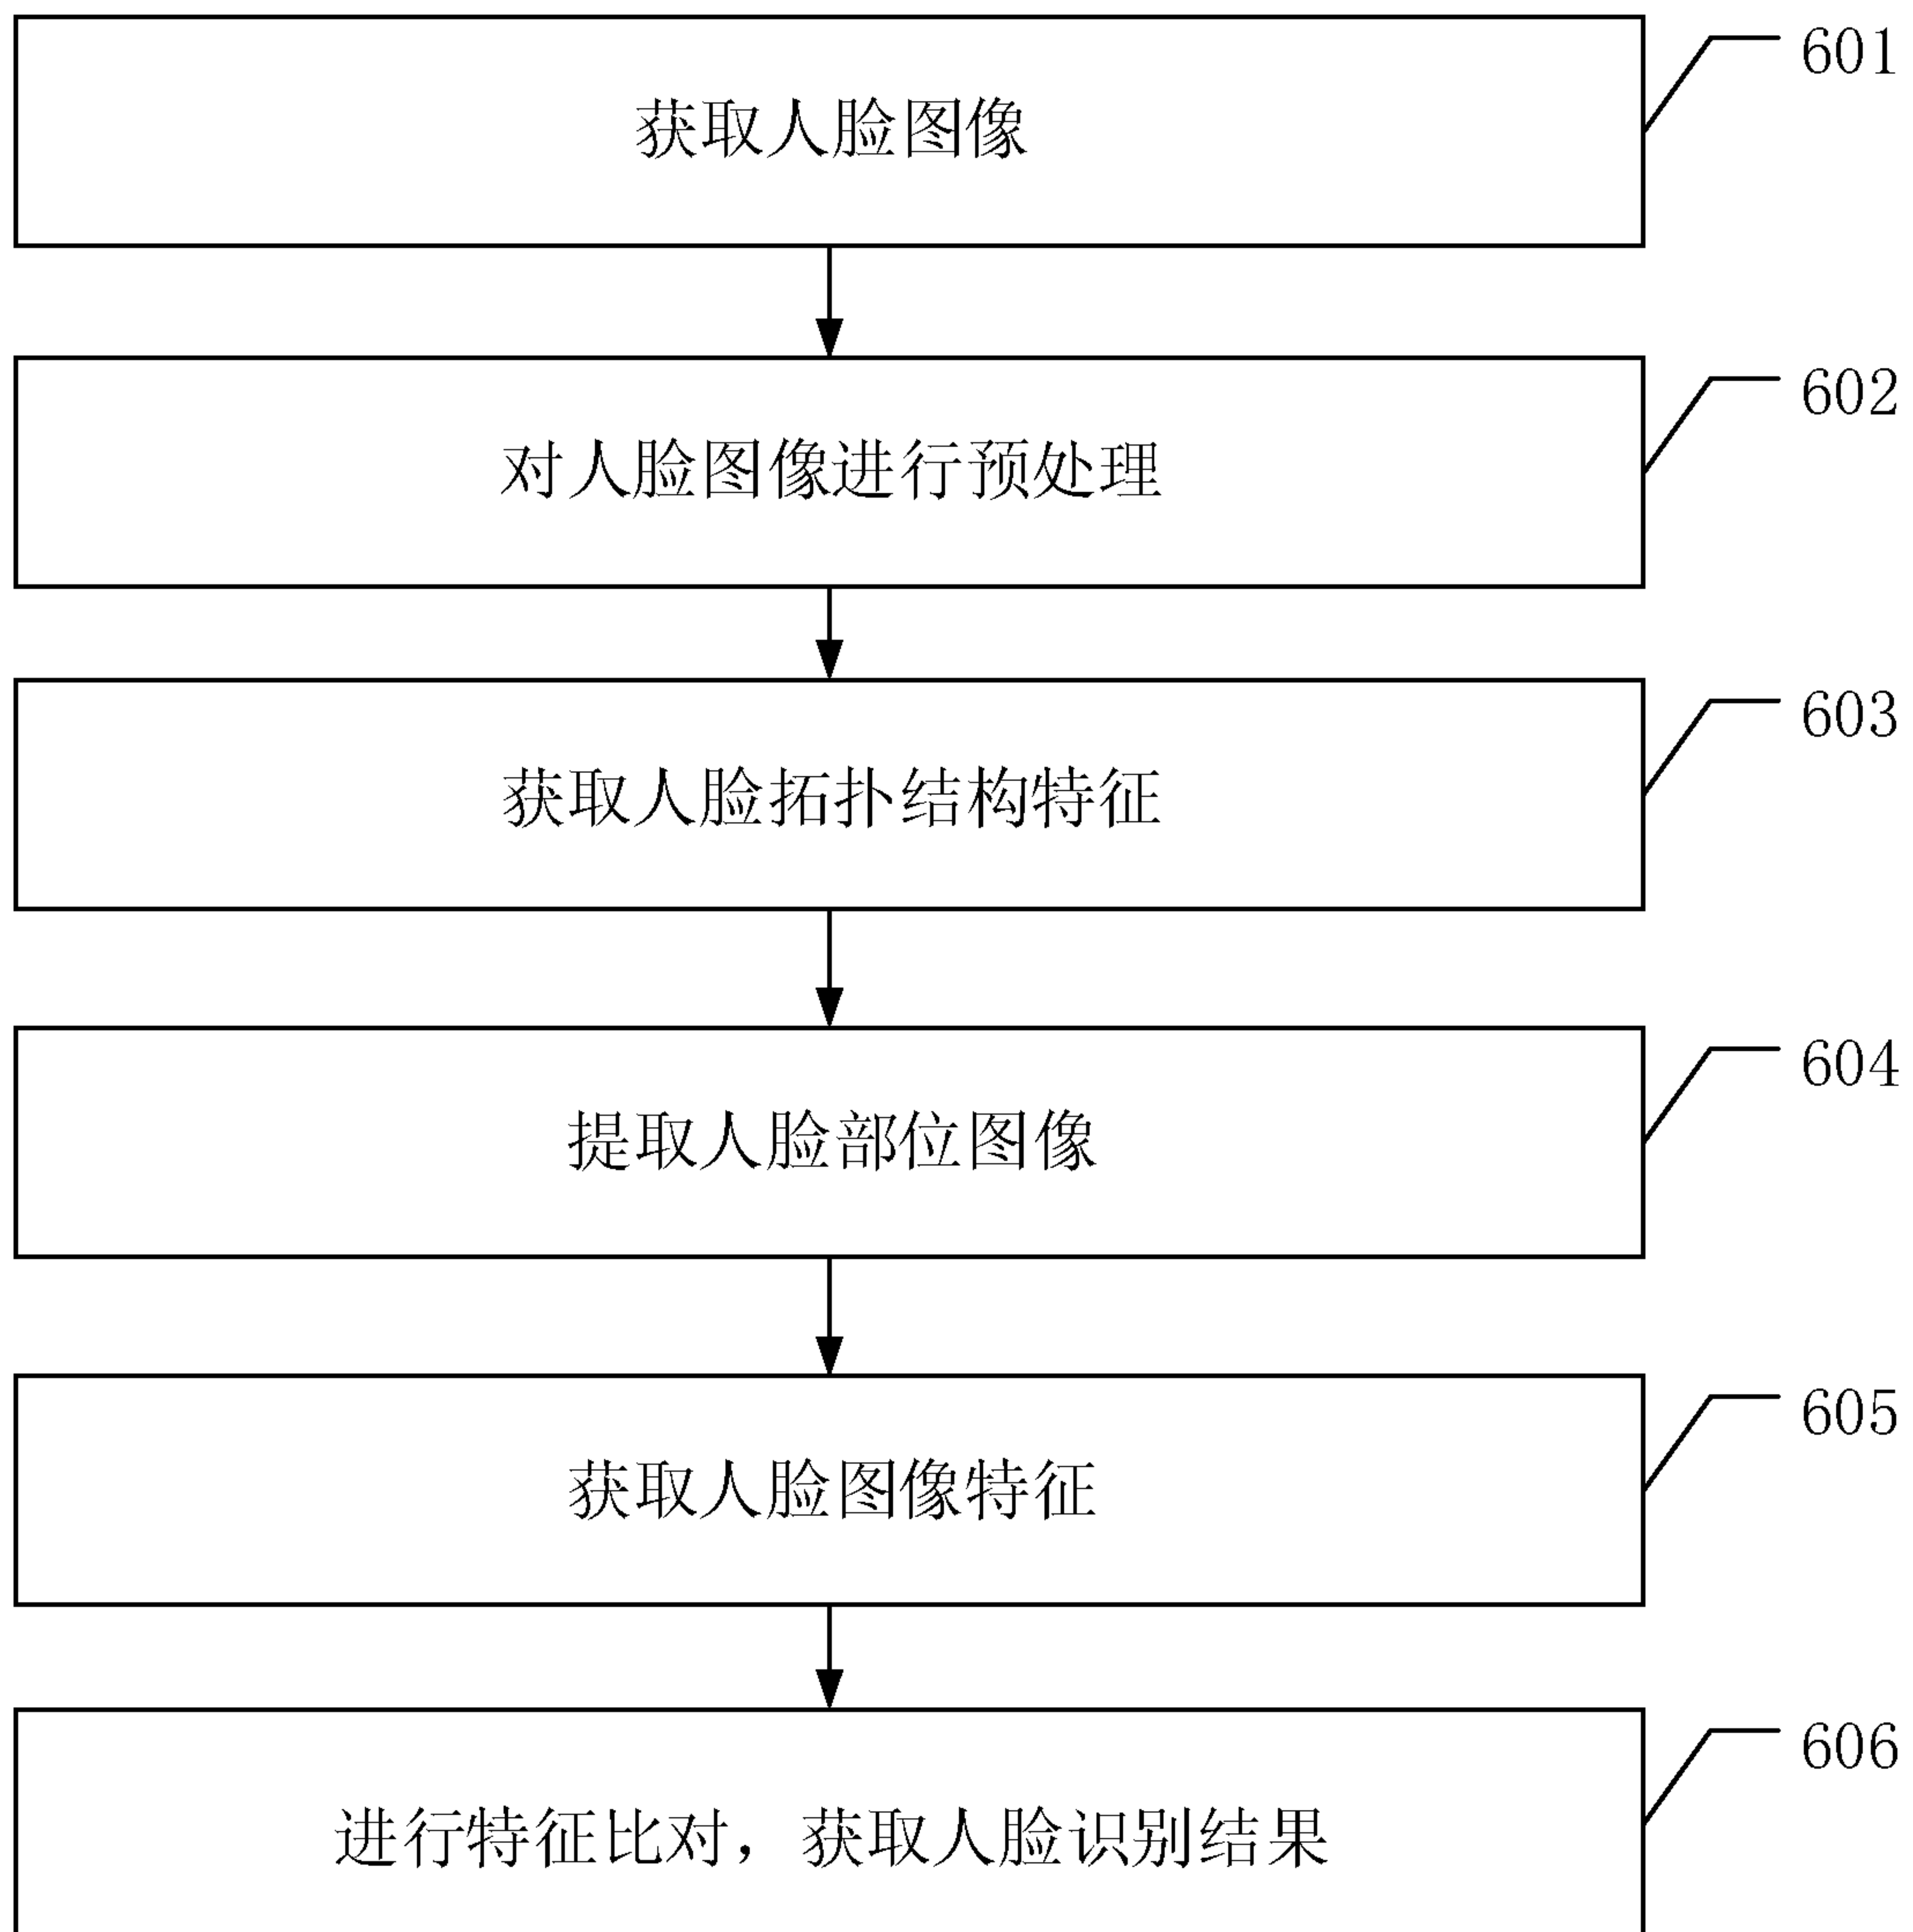 获取人脸图像
601
对人脸图像进行预处理
602
获取人脸拓扑结构特征
603
提取人脸部位图像
604
获取人脸图像特征
605
进行特征比对，获取人脸识别结果
606